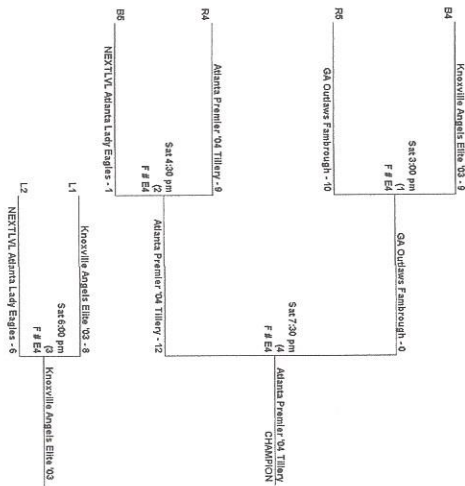 B4
Knoxville Angels Elite '03 - 9
Sat 3:00 pm
(1
F # E4
R5
GA Outlaws Fambrough - 10
GA Outlaws Fambrough - 0
Sat 7:30 pm
(4
F # E4
Atlanta Premier '04 Tillery
CHAMPION
R4
Atlanta Premier '04 Tillery - 9
Sat 4:30 pm
(2
F # E4
B5
NEXTLVL Atlanta Lady Eagles - 1
Atlanta Premier '04 Tillery - 12
L1
Knoxville Angels Elite '03 - 8
Sat 6:00 pm
(3
F # E4
L2
NEXTLVL Atlanta Lady Eagles - 6
Knoxville Angels Elite '03